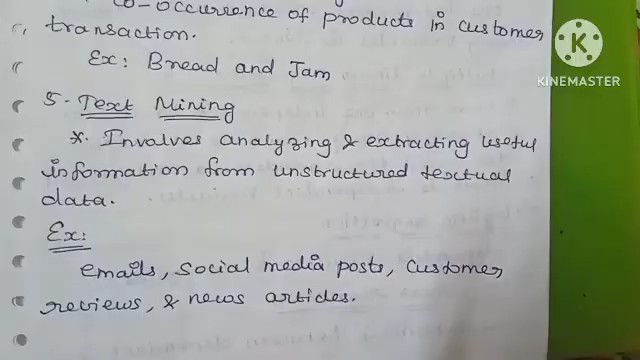 co-occurrence of products in customer
transaction.
Ex: Bread and Jam
5. Text Mining
*. Involves analyzing & extracting useful
information from unstructured textual
data.
Ex:
emails, social media posts, customer
reviews, & news articles.
KINEMASTER